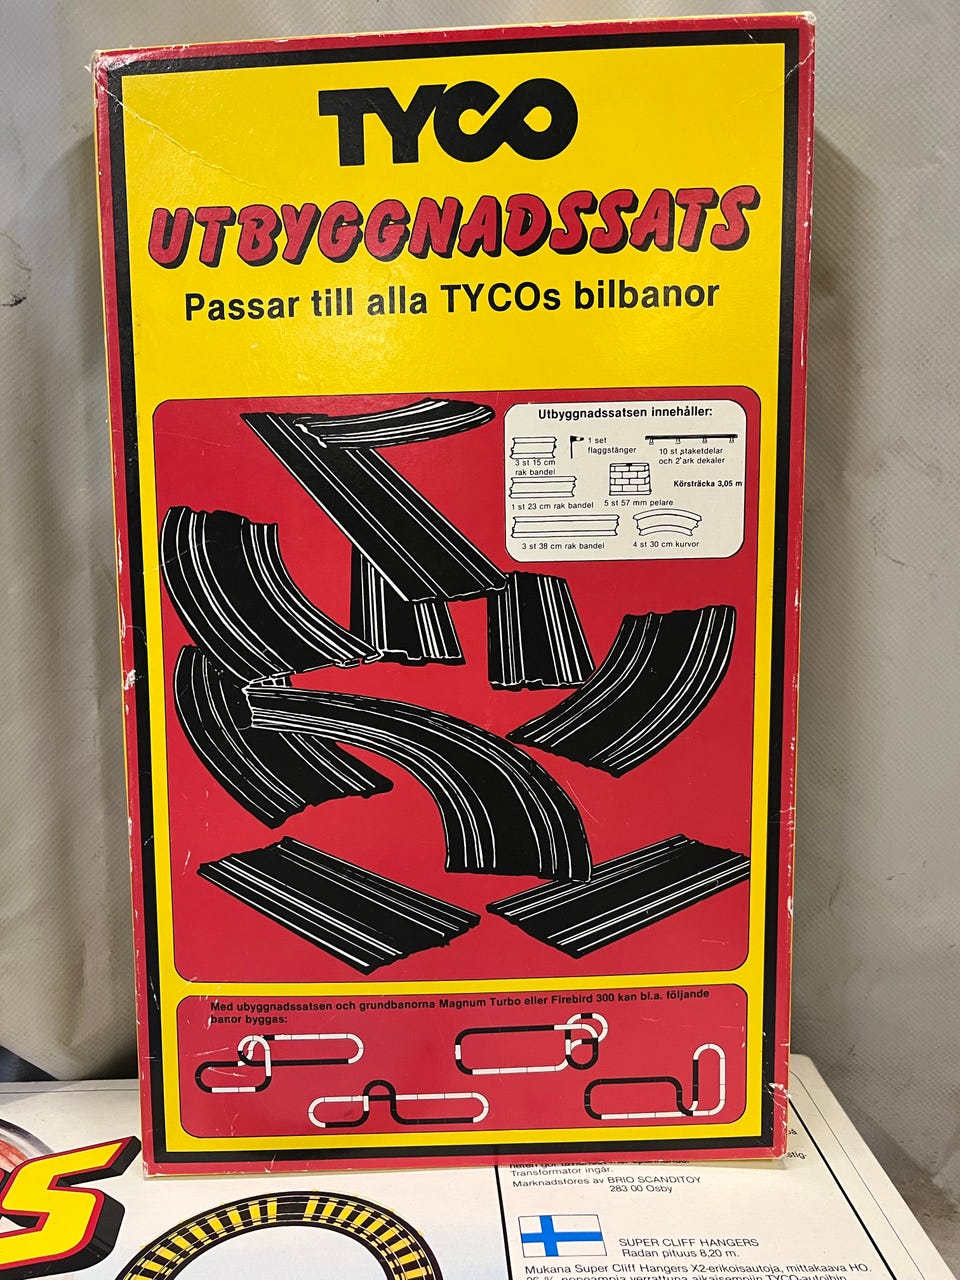 TYCO
UTBYGGNADSSATS
Passar till alla TYCOs bilbanor
Utbyggnadssatsen innehåller:
3 st 15 cm
rak bandel
1 set
flaggstänger
10 st staketdelar
och 2 ark dekaler
1 st 23 cm rak bandel
5 st 57 mm pelare
Körsträcka 3,05 m
3 st 38 cm rak bandel
4 st 30 cm kurvor
Med ubyggnadssatsen och grundbanorna Magnum Turbo eller Firebird 300 kan bl.a. följande
banor byggas:
S
Transformator ingår.
Marknadsföres av BRIO SCANDITOY
283 00 Osby
SUPER CLIFF HANGERS
Radan pituus 8,20 m.
Mukana Super Cliff Hangers X2-erikoisautoja, mittakaava HO.